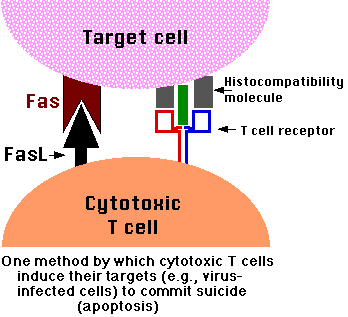 Target cell
Histocompatibility
molecule
Fas
T cell receptor
FasL
Cytotoxic
T cell
One method by which cytotoxic T cells
induce their targets (e.g., virus-
infected cells) to commit suicide
(apoptosis)